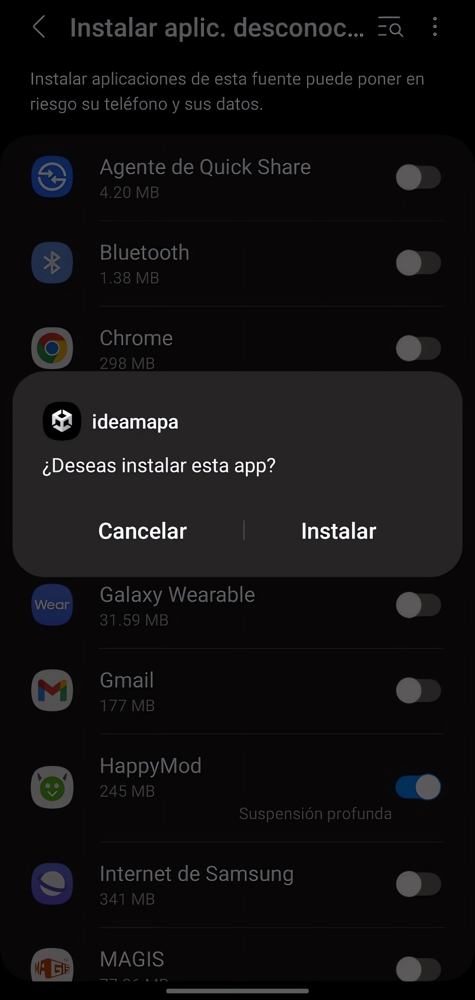 Instalar aplic. desconoc...
Instalar aplicaciones de esta fuente puede poner en
riesgo su teléfono y sus datos.
Agente de Quick Share
4.20 MB
Bluetooth
1.38 MB
Chrome
298 MB
ideamapa
¿Deseas instalar esta app?
Cancelar
Instalar
Wear
Galaxy Wearable
31.59 MB
Gmail
177 MB
HappyMod
245 MB
Suspensión profunda
Internet de Samsung
341 MB
MAGIS
MAGIS